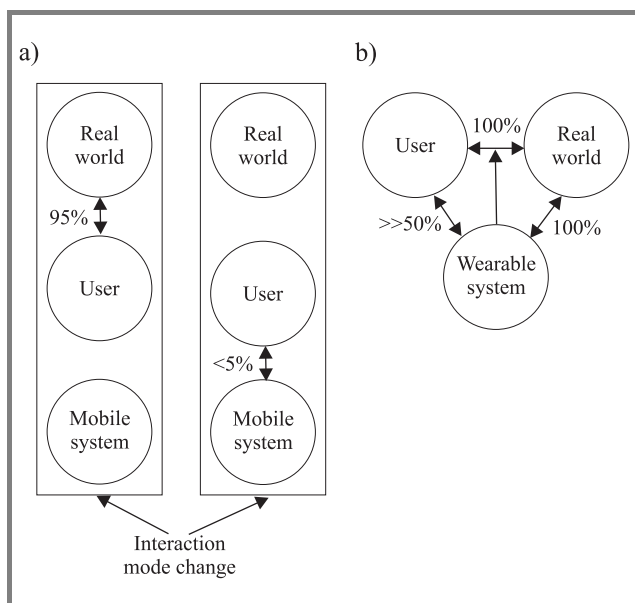 a)
Real
world
95%
User
Mobile
system
Real
world
User
<5%
Mobile
system
Interaction
mode change
b)
User
100%
Real
world
>>50%
100%
Wearable
system